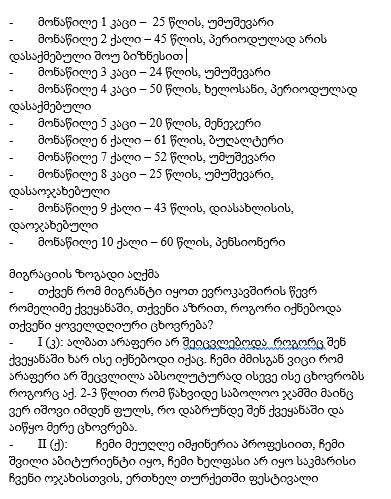 - მონაწილე 1 კაცი – 25 წლის, უმუშევარი
- მონაწილე 2 ქალი – 45 წლის, პერიოდულად არის
დასაქმებული შოუ ბიზნესით
- მონაწილე 3 კაცი – 24 წლის, უმუშევარი
- მონაწილე 4 კაცი – 50 წლის, ხელოსანი, პერიოდულად
დასაქმებული
- მონაწილე 5 კაცი – 20 წლის, მენეჯერი
- მონაწილე 6 ქალი – 61 წლის, ბუღალტერი
- მონაწილე 7 ქალი – 52 წლის, უმუშევარი
- მონაწილე 8 კაცი – 25 წლის, უმუშევარი,
დასაოჯახებელი
- მონაწილე 9 ქალი – 43 წლის, დიასახლისის,
დაოჯახებული
- მონაწილე 10 ქალი – 60 წლის, პენსიონერი
მიგრაციის ზოგადი აღქმა
- თქვენ რომ მიგრანტი იყოთ ევროკავშირის წევრ
რომელიმე ქვეყანაში, თქვენი აზრით, როგორი იქნებოდა
თქვენი ყოველდღიური ცხოვრება?
- I (კ): ალბათ არაფერი არ შეიცვლებოდა როგორც შენ
ქვეყანაში ხარ ისე იქნებოდი იქაც. ჩემი ძმისგან ვიცი რომ
არაფერი არ შეცვლილა აბსოლუტურად ისევე ისე ცხოვრობს
როგორც აქ. 2-3 წლით რომ წახვიდე საბოლოო ჯამში მაინც
ვერ იშოვი იმდენ ფულს, რო დაბრუნდე შენ ქვეყანაში და
აიწყო მერე ცხოვრება.
- II (ქ): ჩემი მეუღლე იმჟინერია პროფესიით, ჩემი
შვილი აბიტურიენტი იყო, ჩემი ხელფასი არ იყო საკმარისი
ჩვენი ოჯახისთვის, ერთხელ თურქეთში ფესტივალი